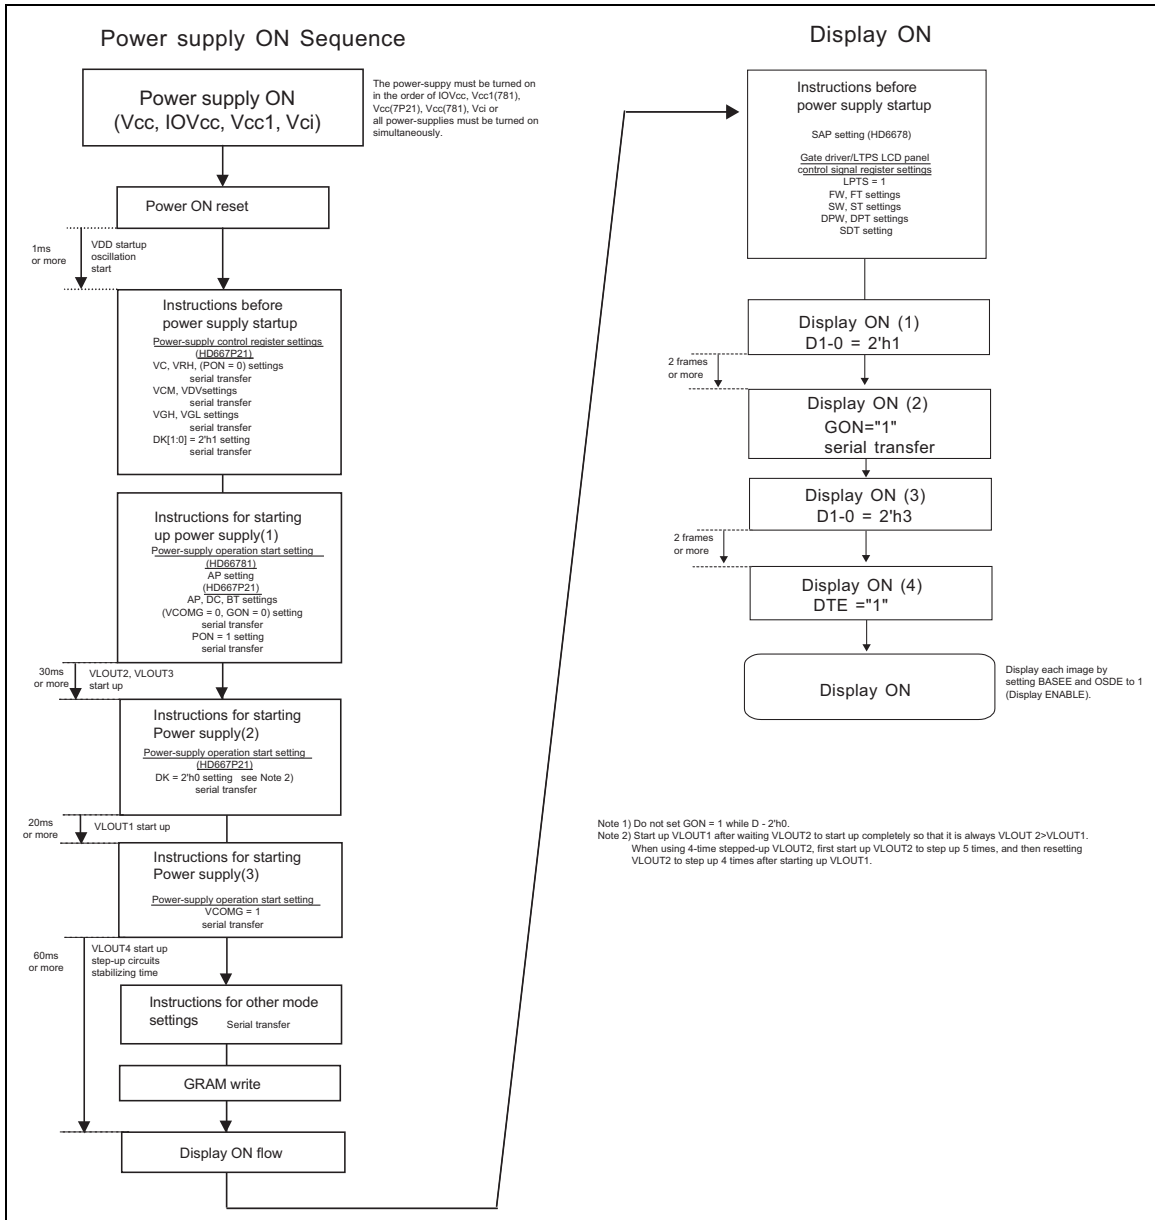 Power supply ON Sequence
Power supply ON
(Vcc, IOVcc, Vcc1, Vci)
The power-suppy must be turned on
in the order of IOVcc, Vcc1(781),
Vcc(7P21), Vcc(781), Vci or
all power-supplies must be turned on
simultaneously.
Power ON reset
1ms
or more
VDD startup
oscillation
start
Instructions before
power supply startup
Power-supply control register settings
(HD667P21)
VC, VRH, (PON = 0) settings
serial transfer
VCM, VDVsettings
serial transfer
VGH, VGL settings
serial transfer
DK[1:0] = 2'h1 setting
serial transfer
Instructions for starting
up power supply(1)
Power-supply operation start setting
(HD66781)
AP setting
(HD667P21)
AP, DC, BT settings
(VCOMG = 0, GON = 0) setting
serial transfer
PON = 1 setting
serial transfer
30ms
or more
VLOUT2, VLOUT3
start up
Instructions for starting
Power supply(2)
Power-supply operation start setting
(HD667P21)
DK = 2'h0 setting see Note 2)
serial transfer
20ms
or more
VLOUT1 start up
Instructions for starting
Power supply(3)
Power-supply operation start setting
VCOMG = 1
serial transfer
60ms
or more
VLOUT4 start up
step-up circuits
stabilizing time
Instructions for other mode
settings Serial transfer
GRAM write
Display ON flow
Display ON
Instructions before
power supply startup
SAP setting (HD6678)
Gate driver/LTPS LCD panel
control signal register settings
LPTS = 1
FW, FT settings
SW, ST settings
DPW, DPT settings
SDT setting
Display ON (1)
D1-0 = 2'h1
2 frames
or more
Display ON (2)
GON="1"
serial transfer
Display ON (3)
D1-0 = 2'h3
2 frames
or more
Display ON (4)
DTE ="1"
Display ON
Display each image by
setting BASEE and OSDE to 1
(Display ENABLE).
Note 1) Do not set GON = 1 while D - 2'h0.
Note 2) Start up VLOUT1 after waiting VLOUT2 to start up completely so that it is always VLOUT 2>VLOUT1.
When using 4-time stepped-up VLOUT2, first start up VLOUT2 to step up 5 times, and then resetting
VLOUT2 to step up 4 times after starting up VLOUT1.